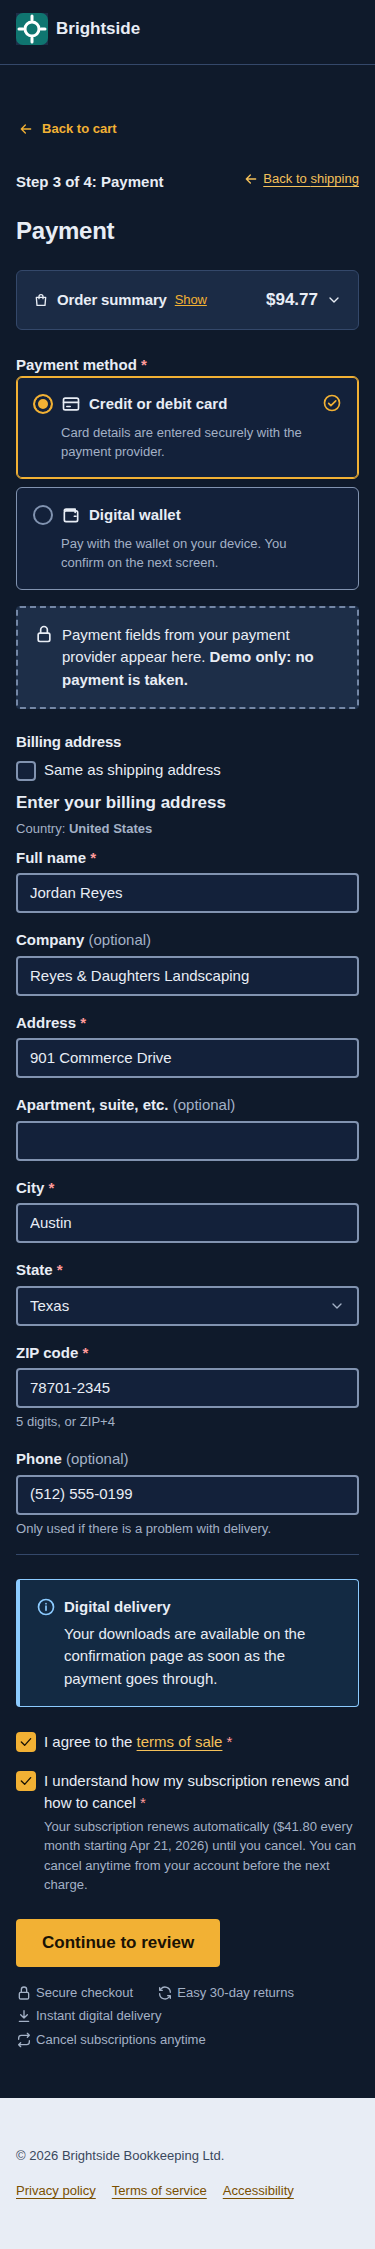 Brightside
Back to cart
Step 3 of 4: Payment
Back to shipping
Payment
Order summary Show $94.77
Payment method *
Credit or debit card
Card details are entered securely with the
payment provider.
Digital wallet
Pay with the wallet on your device. You
confirm on the next screen.
Payment fields from your payment
provider appear here. Demo only: no
payment is taken.
Billing address
Same as shipping address
Enter your billing address
Country: United States
Full name *
Jordan Reyes
Company (optional)
Reyes & Daughters Landscaping
Address *
901 Commerce Drive
Apartment, suite, etc. (optional)
City *
Austin
State *
Texas
ZIP code *
78701-2345
5 digits, or ZIP+4
Phone (optional)
(512) 555-0199
Only used if there is a problem with delivery.
Digital delivery
Your downloads are available on the
confirmation page as soon as the
payment goes through.
I agree to the terms of sale *
I understand how my subscription renews and
how to cancel *
Your subscription renews automatically ($41.80 every
month starting Apr 21, 2026) until you cancel. You can
cancel anytime from your account before the next
charge.
Continue to review
Secure checkout Easy 30-day returns
Instant digital delivery
Cancel subscriptions anytime
© 2026 Brightside Bookkeeping Ltd.
Privacy policy Terms of service Accessibility